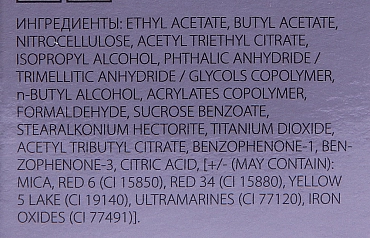 ИНГРЕДИЕНТЫ: ETHYL ACETATE, BUTYL ACETATE,
NITROCELLULOSE, ACETYL TRIETHYL CITRATE,
ISOPROPYL ALCOHOL, PHTHALIC ANHYDRIDE /
TRIMELLITIC ANHYDRIDE / GLYCOLS COPOLYMER,
n-BUTYL ALCOHOL, ACRYLATES COPOLYMER,
FORMALDEHYDE, SUCROSE BENZOATE,
STEARALKONIUM HECTORITE, TITANIUM DIOXIDE,
ACETYL TRIBUTYL CITRATE, BENZOPHENONE-1, BEN-
ZOPHENONE-3, CITRIC ACID, [+/- (MAY CONTAIN):
MICA, RED 6 (CI 15850), RED 34 (CI 15880), YELLOW
5 LAKE (CI 19140), ULTRAMARINES (CI 77120), IRON
OXIDES (CI 77491)].